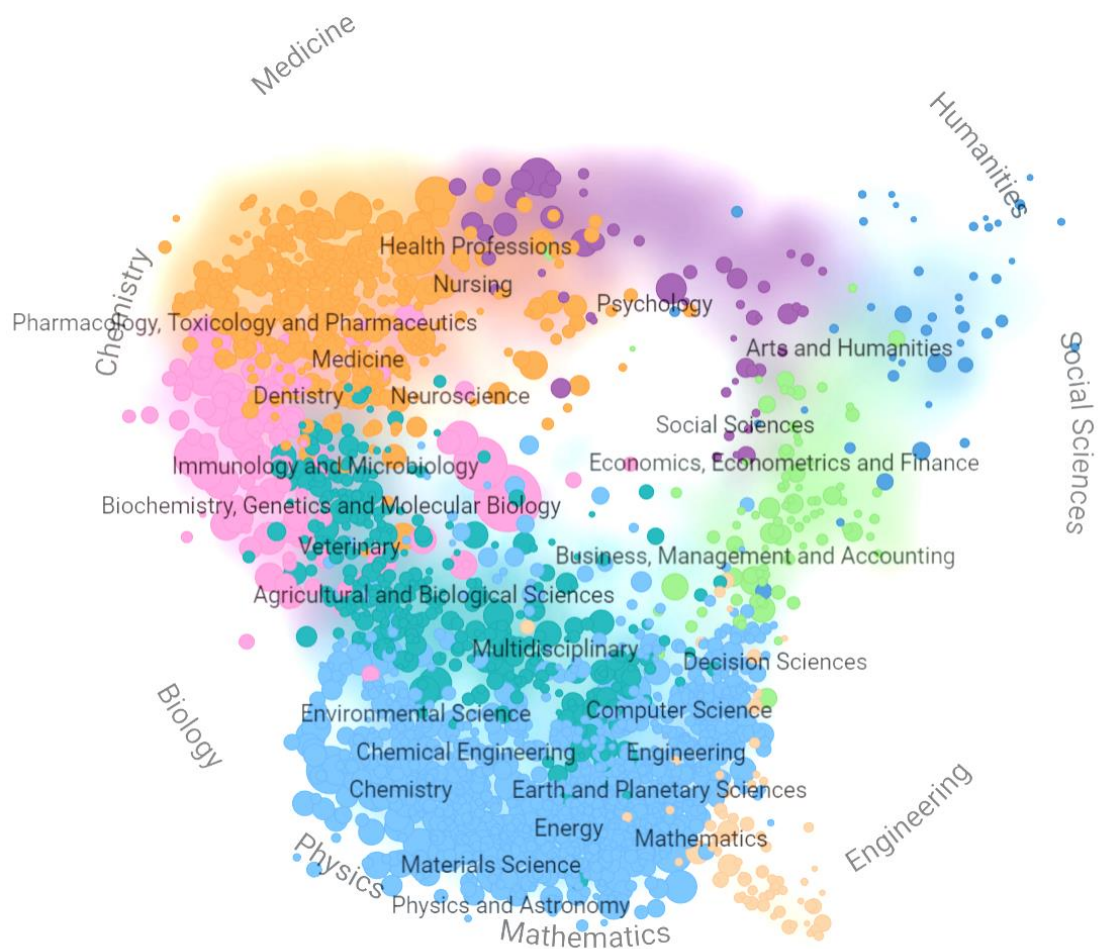 Medicine
Humanities
Health Professions
Nursing
Chemistry
Psychology
Pharmacology, Toxicology and Pharmaceutics
Arts and Humanities
Medicine
Dentistry
Neuroscience
Social Sciences
Social Sciences
Immunology and Microbiology
Economics, Econometrics and Finance
Biochemistry, Genetics and Molecular Biology
Veterinary
Business, Management and Accounting
Agricultural and Biological Sciences
Multidisciplinary
Decision Sciences
Biology
Environmental Science
Computer Science
Chemical Engineering
Engineering
Chemistry
Earth and Planetary Sciences
Engineering
Energy
Mathematics
Physics
Materials Science
Physics and Astronomy
Mathematics